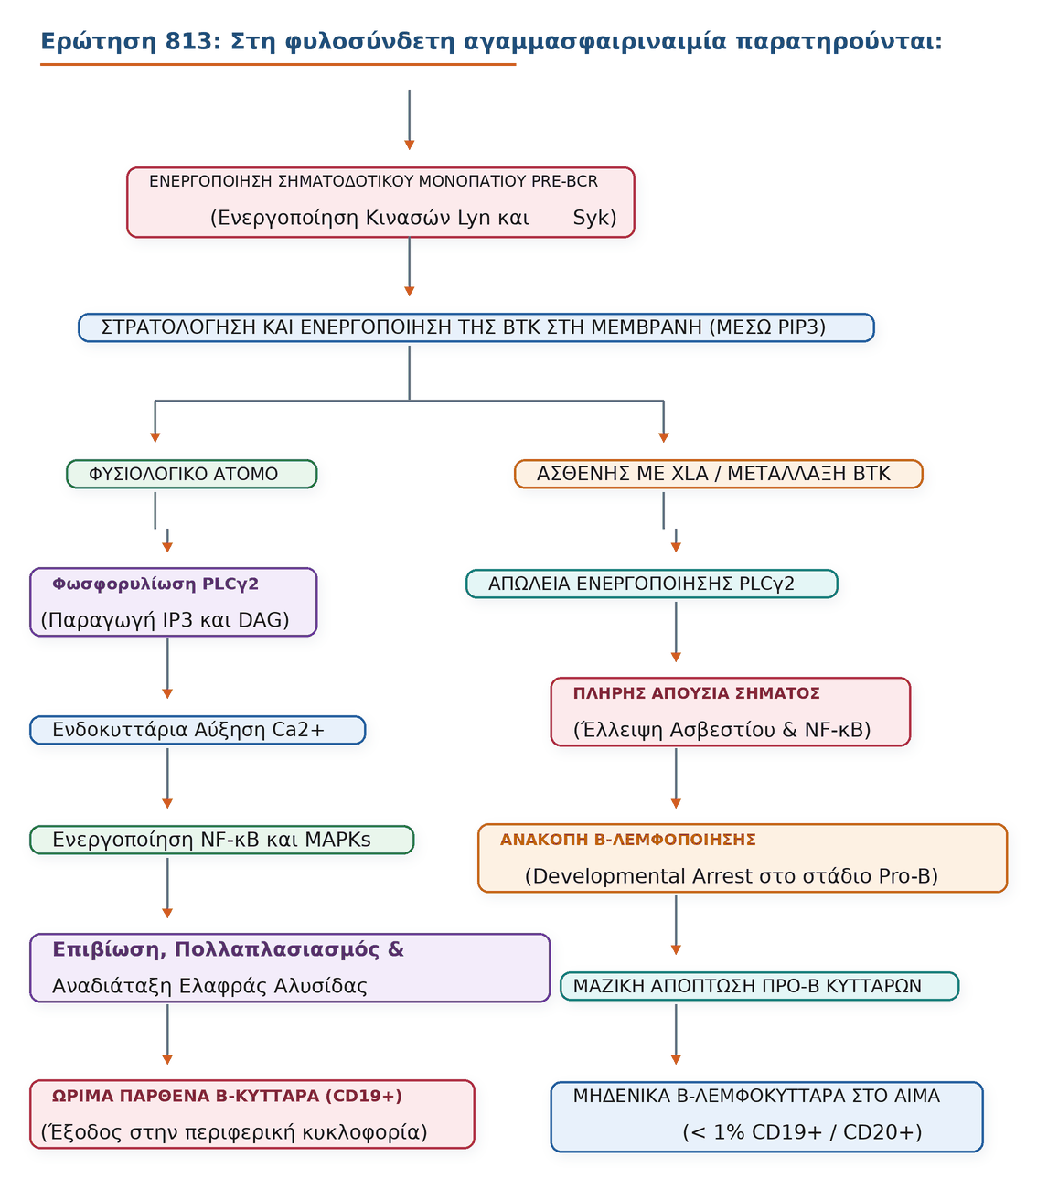 Ερώτηση 813: Στη φυλοσύνδετη αγαμμασφαιριναιμία παρατηρούνται:
ΕΝΕΡΓΟΠΟΙΗΣΗ ΣΗΜΑΤΟΔΟΤΙΚΟΥ ΜΟΝΟΠΑΤΙΟΥ PRE-BCR
(Ενεργοποίηση Κινασών Lyn και Syk)
ΣΤΡΑΤΟΛΟΓΗΣΗ ΚΑΙ ΕΝΕΡΓΟΠΟΙΗΣΗ ΤΗΣ BTK ΣΤΗ ΜΕΜΒΡΑΝΗ (ΜΕΣΩ PIP3)
ΦΥΣΙΟΛΟΓΙΚΟ ΑΤΟΜΟ
ΑΣΘΕΝΗΣ ΜΕ XLA / ΜΕΤΑΛΛΑΞΗ BTK
Φωσφορυλίωση PLCγ2
(Παραγωγή IP3 και DAG)
ΑΠΩΛΕΙΑ ΕΝΕΡΓΟΠΟΙΗΣΗΣ PLCγ2
Ενδοκυττάρια Αύξηση Ca2+
ΠΛΗΡΗΣ ΑΠΟΥΣΙΑ ΣΗΜΑΤΟΣ
(Έλλειψη Ασβεστίου & NF-κB)
Ενεργοποίηση NF-κB και MAPKs
ΑΝΑΚΟΠΗ Β-ΛΕΜΦΟΠΟΙΗΣΗΣ
(Developmental Arrest στο στάδιο Pro-B)
Επιβίωση, Πολλαπλασιασμός &
Αναδιάταξη Ελαφράς Αλυσίδας
ΜΑΖΙΚΗ ΑΠΟΠΤΩΣΗ ΠΡΟ-Β ΚΥΤΤΑΡΩΝ
ΩΡΙΜΑ ΠΑΡΘΕΝΑ Β-ΚΥΤΤΑΡΑ (CD19+)
(Έξοδος στην περιφερική κυκλοφορία)
ΜΗΔΕΝΙΚΑ Β-ΛΕΜΦΟΚΥΤΤΑΡΑ ΣΤΟ ΑΙΜΑ
(< 1% CD19+ / CD20+)